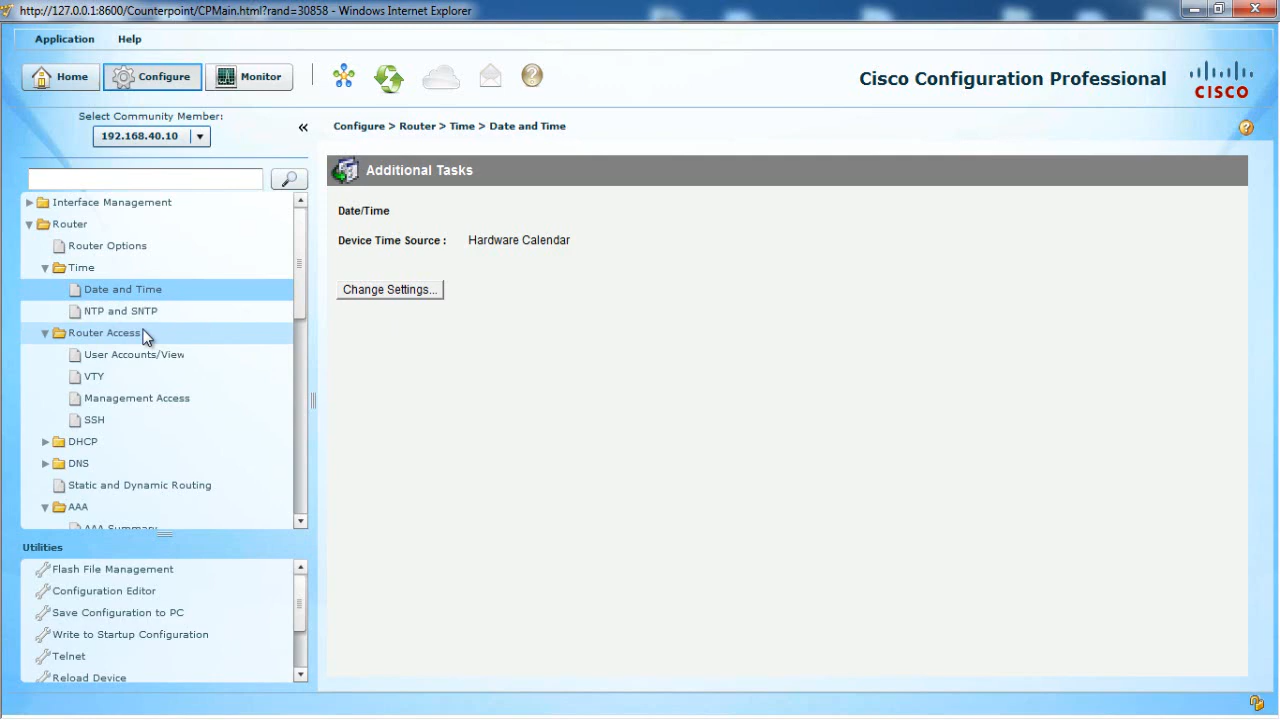 http://127.0.0.1:8600/Counterpoint/CPMain.html?rand=30858 - Windows Internet Explorer
Application Help
Home Configure Monitor
Cisco Configuration Professional
CISCO
Select Community Member:
192.168.40.10
Configure > Router > Time > Date and Time
Additional Tasks
Date/Time
Device Time Source : Hardware Calendar
Change Settings...
Interface Management
Router
Router Options
Time
Date and Time
NTP and SNTP
Router Access
User Accounts/View
VTY
Management Access
SSH
DHCP
DNS
Static and Dynamic Routing
AAA
AAA Summary
Utilities
Flash File Management
Configuration Editor
Save Configuration to PC
Write to Startup Configuration
Telnet
Reload Device